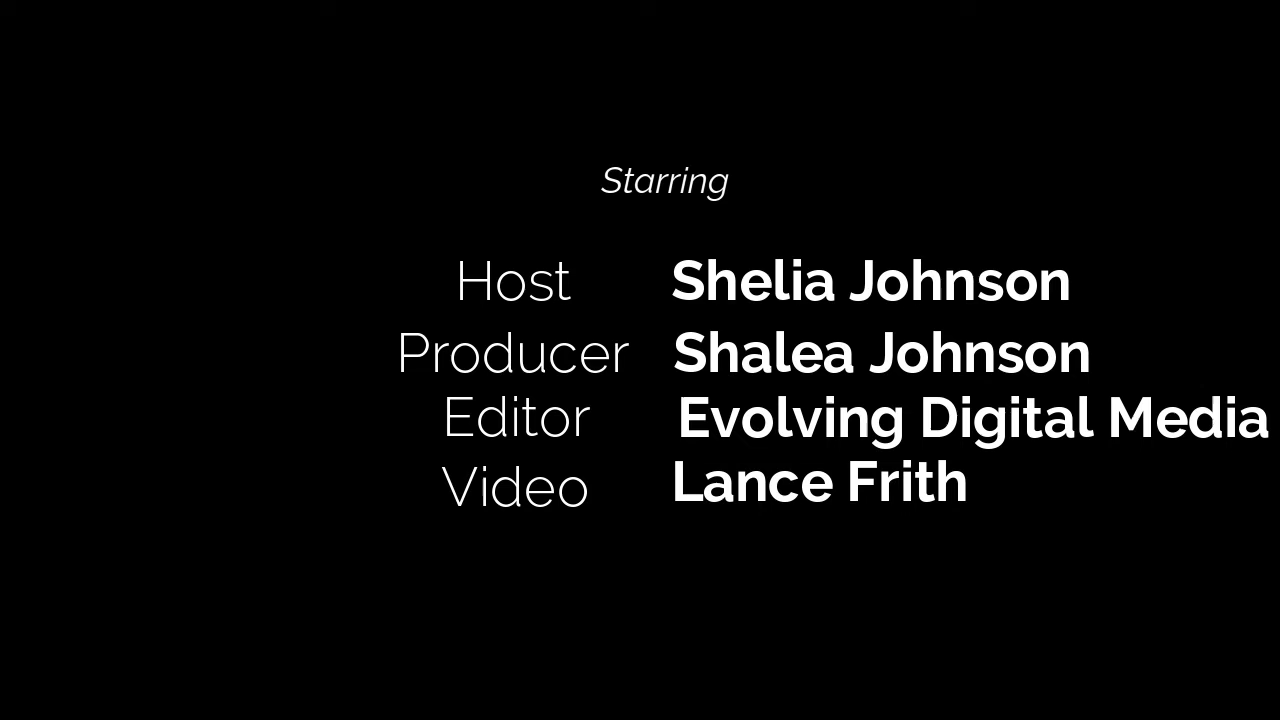 Starring
Host Shelia Johnson
Producer Shalea Johnson
Editor Evolving Digital Media
Video Lance Frith